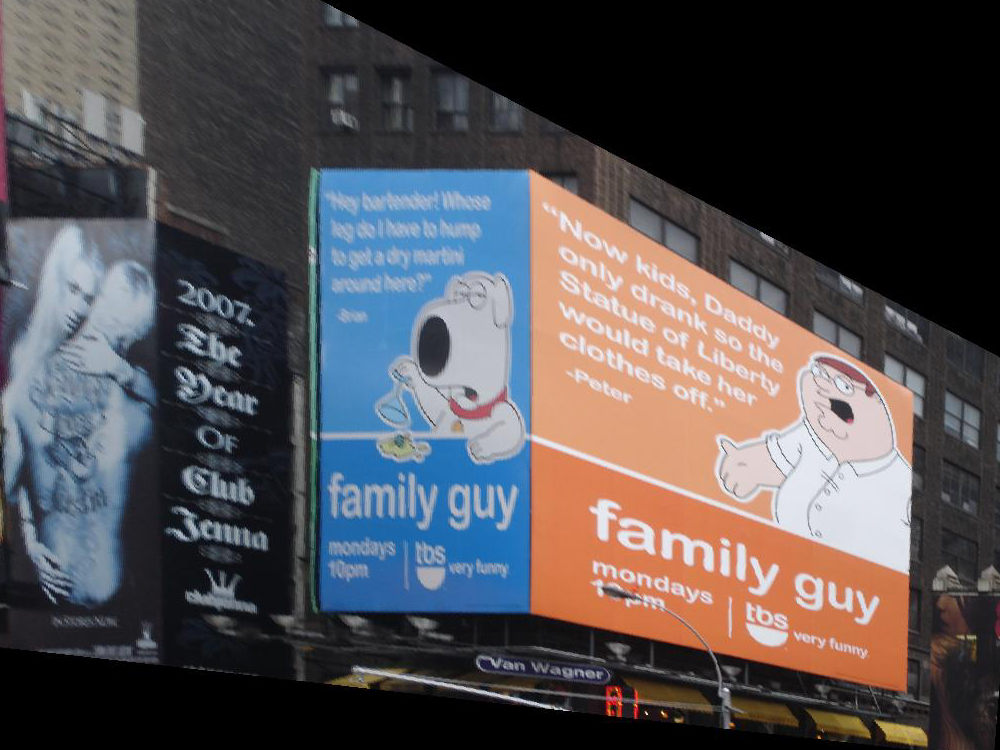 2007.
The
Year
Of
Club
Jenna
"Hey bartender! Whose
leg do I have to hump
to get a dry martini
around here?"
-Brian
family guy
mondays
10pm
tbs
very funny
"Now kids, Daddy
only drank so the
Statue of Liberty
would take her
clothes off."
-Peter
family guy
mondays
10pm
tbs
very funny.
Van Wagner